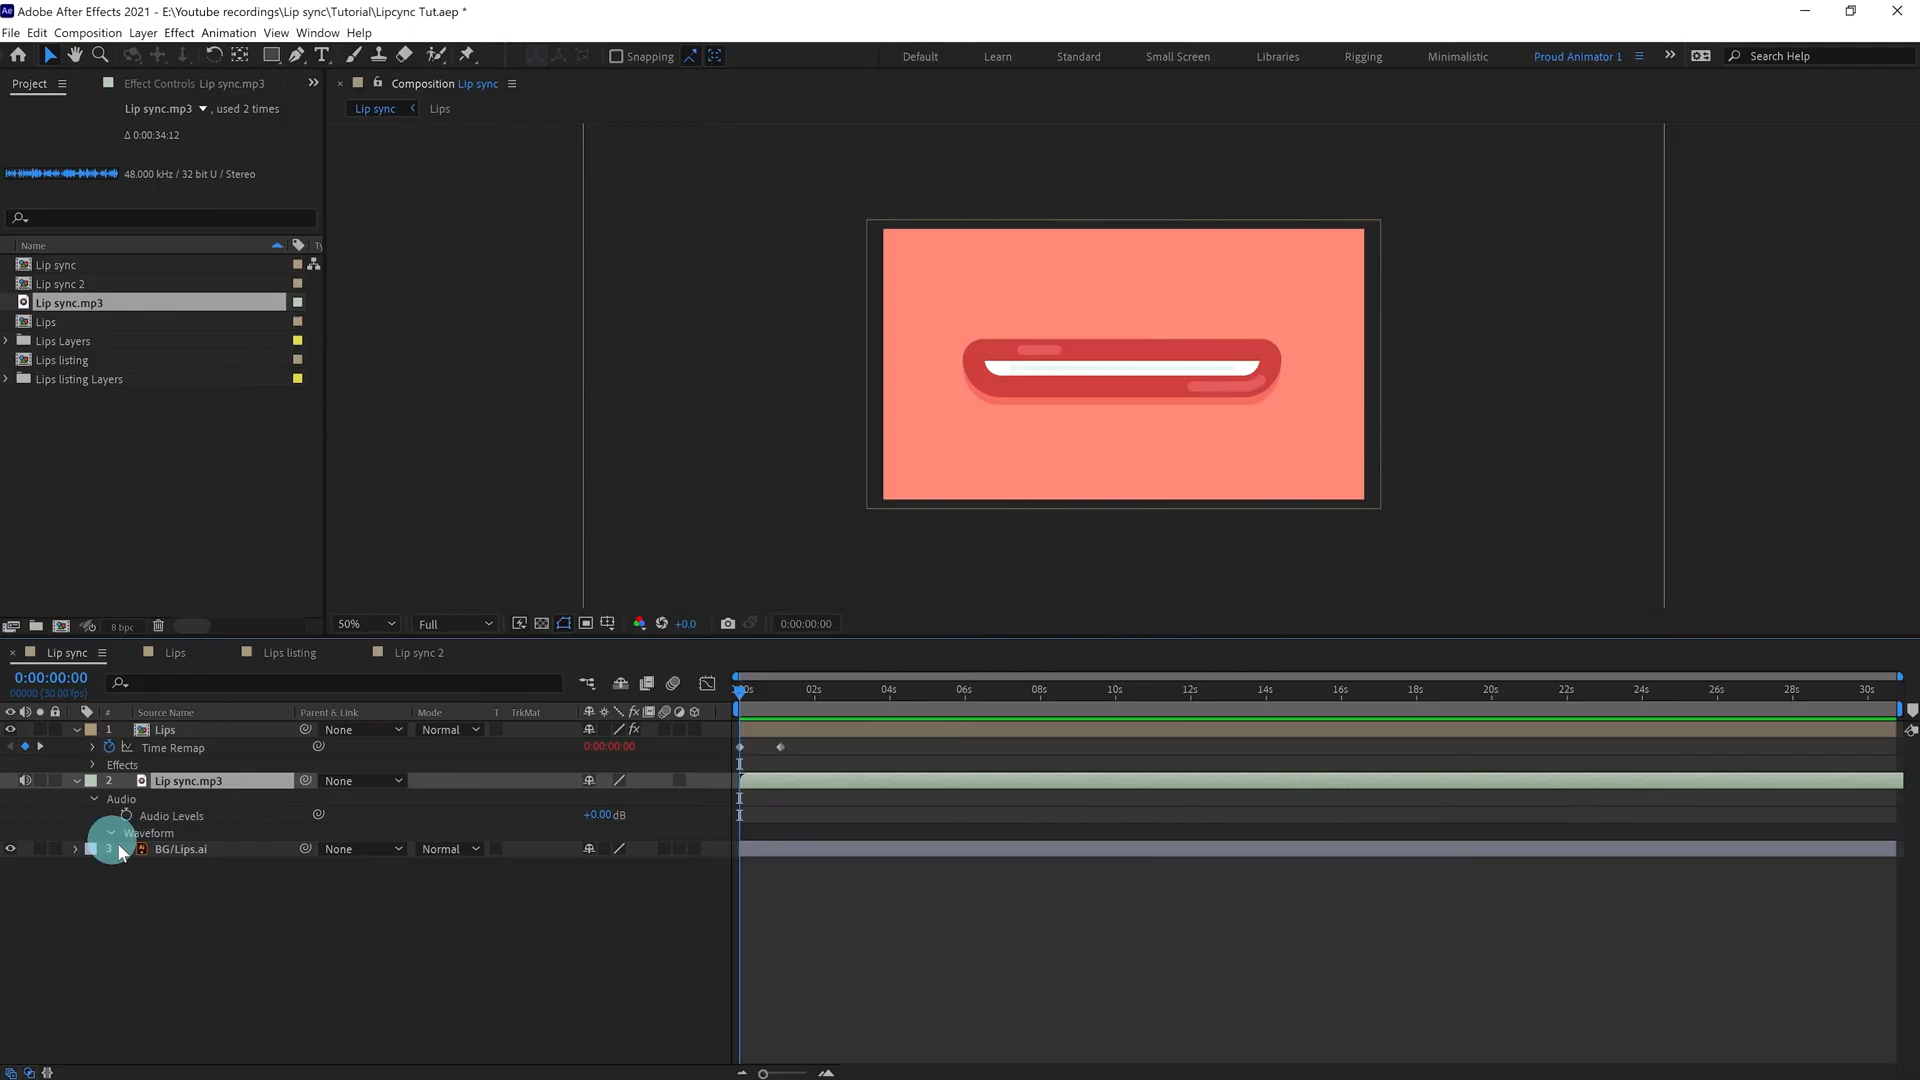 Adobe After Effects 2021 - E:\Youtube recordings\Lip sync\Tutorial\Lipcync Tut.aep *
File Edit Composition Layer Effect Animation View Window Help
Snapping Default Learn Standard Small Screen Libraries Rigging Minimalistic Proud Animator 1 Search Help
Project Effect Controls Lip sync.mp3
Composition Lip sync
Lip sync.mp3 , used 2 times
Lip sync Lips
Δ 0:00:34:12
48.000 kHz / 32 bit U / Stereo
Name Ty
Lip sync
Lip sync 2
Lip sync.mp3
Lips
Lips Layers
Lips listing
Lips listing Layers
8 bpc
50% Full +0.0 0:00:00:00
Lip sync Lips Lips listing Lip sync 2
0:00:00:00
00000 (30.00 fps)
02s 04s 06s 08s 10s 12s 14s 16s 18s 20s 22s 24s 26s 28s 30s
# Source Name Parent & Link Mode T TrkMat
1 Lips None Normal
Time Remap 0:00:00:00
Effects
2 Lip sync.mp3 None
Audio
Audio Levels +0.00 dB
Waveform
3 BG/Lips.ai None Normal